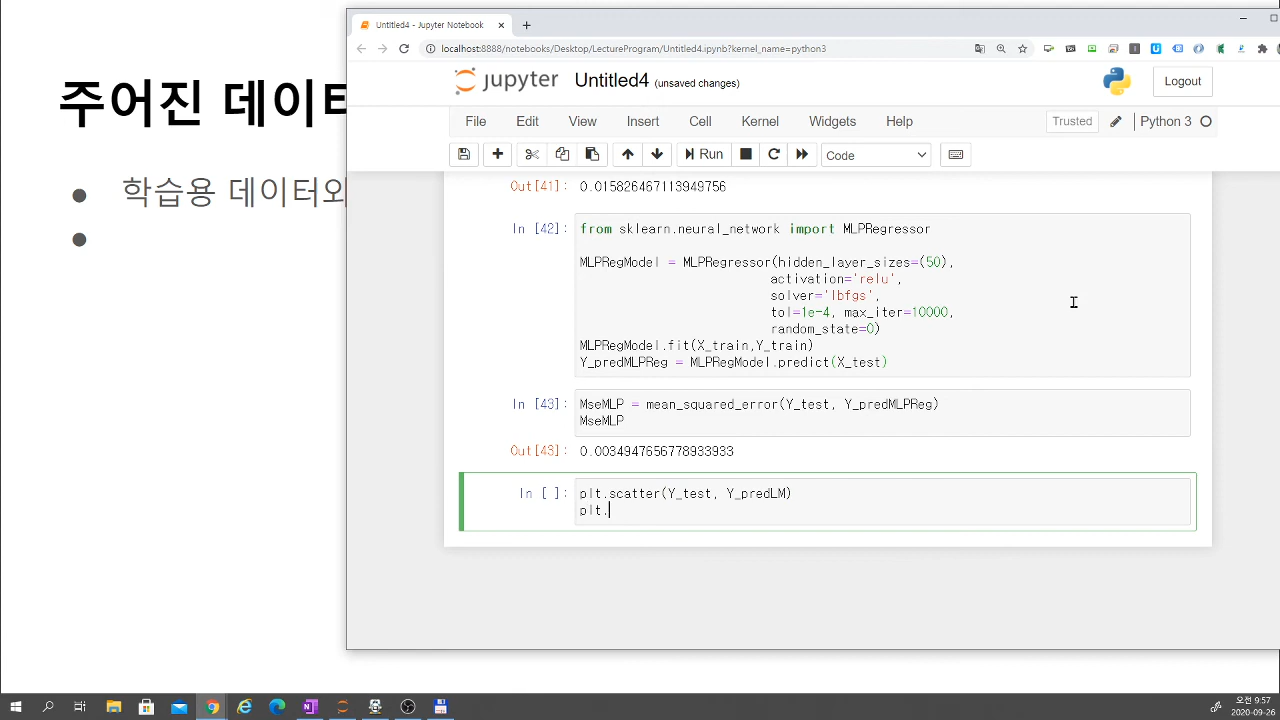 Untitled4 - Jupyter Notebook
localhost:8888/notebooks/Desktop/LectureProgram/Untitled4.ipynb?kernel_name=python3
주어진 데이터
학습용 데이터와
jupyter Untitled4 (unsaved changes)
Logout
File Edit View Insert Cell Kernel Widgets Help
Trusted Python 3
Run Code
Out[41]: 0.015826467113949756
In [42]: from sklearn.neural_network import MLPRegressor
MLPRegModel = MLPRegressor(hidden_layer_sizes=(50),
activation='relu',
solver='lbfgs',
tol=1e-4, max_iter=10000,
random_state=0)
MLPRegModel.fit(X_train,Y_train)
Y_predMLPReg = MLPRegModel.predict(X_test)
In [43]: MseMLP = mean_squared_error(Y_test, Y_predMLPReg)
MseMLP
Out[43]: 0.0034947656778933933
In [ ]: plt.scatter(Y_test, Y_predLM)
plt.
오전 9:57
2020-09-26